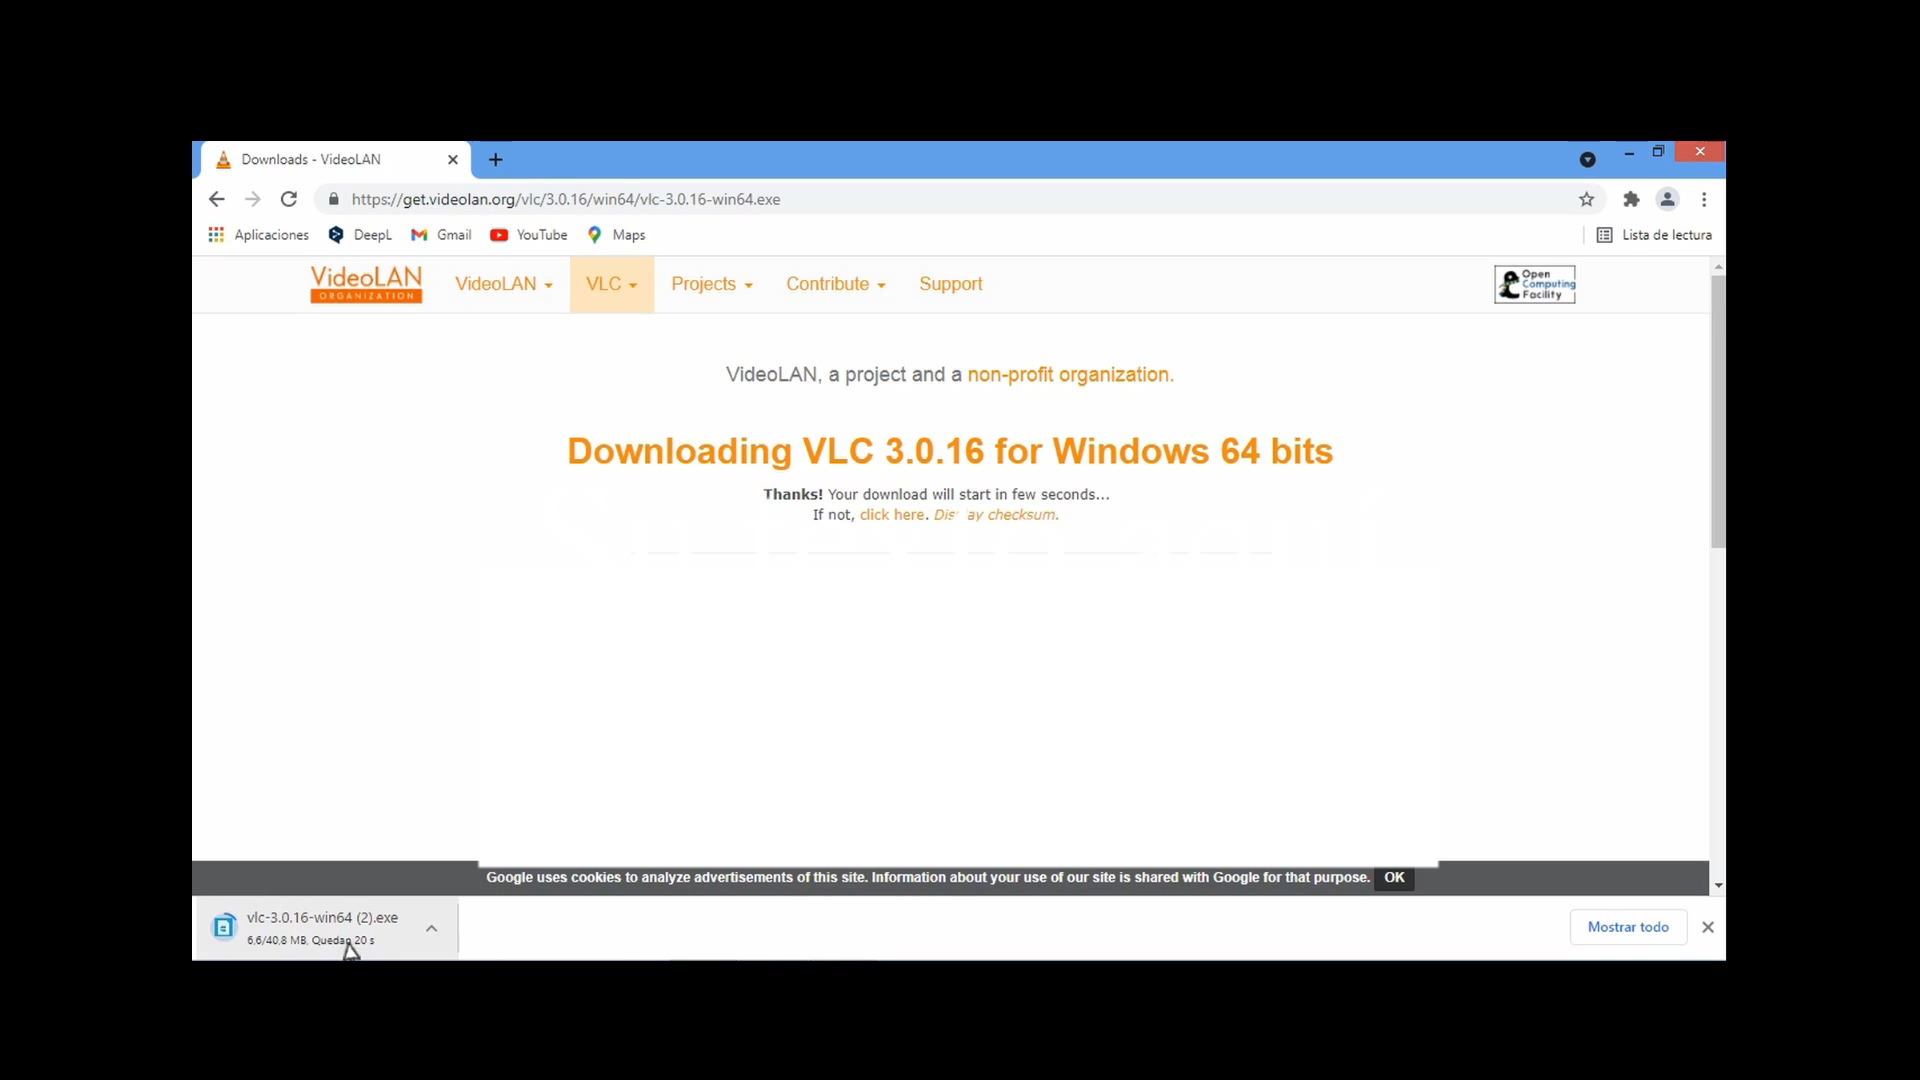 Downloads - VideoLAN
https://get.videolan.org/vlc/3.0.16/win64/vlc-3.0.16-win64.exe
Aplicaciones DeepL Gmail YouTube Maps Lista de lectura
VideoLAN
ORGANIZATION
VideoLAN VLC Projects Contribute Support
Open
Computing
Facility
VideoLAN, a project and a non-profit organization.
Downloading VLC 3.0.16 for Windows 64 bits
Thanks! Your download will start in few seconds...
If not, click here. checksum.
Google uses cookies to analyze advertisements of this site. Information about your use of our site is shared with Google for that purpose. OK
vlc-3.0.16-win64 (2).exe
6,6/40,8 MB, Quedan 20 s
Mostrar todo